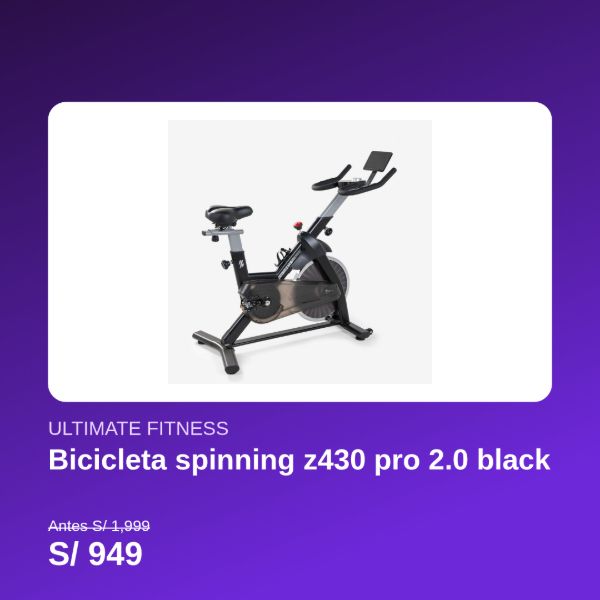 ULTIMATE FITNESS
Bicicleta spinning z430 pro 2.0 black
Antes S/ 1,999
S/ 949